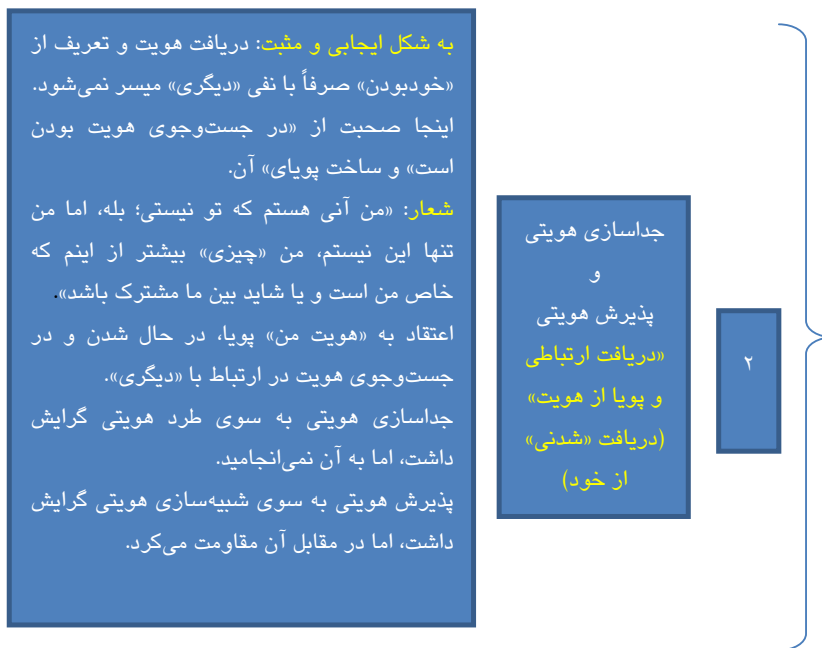 ۲
جداسازی هویتی
و
پذیرش هویتی
«دریافت ارتباطی
و پویا از هویت»
(دریافت «شدنی»
از خود)
به شکل ایجابی و مثبت: دریافت هویت و تعریف از
«خودبودن» صرفاً با نفی «دیگری» میسر نمی‌شود.
اینجا صحبت از «در جست‌وجوی هویت بودن
است» و ساخت پویای» آن.
شعار: «من آنی هستم که تو نیستی؛ بله، اما من
تنها این نیستم، من «چیزی» بیشتر از اینم که
خاص من است و یا شاید بین ما مشترک باشد».
اعتقاد به «هویت من» پویا، در حال شدن و در
جست‌وجوی هویت در ارتباط با «دیگری».
جداسازی هویتی به سوی طرد هویتی گرایش
داشت، اما به آن نمی‌انجامید.
پذیرش هویتی به سوی شبیه‌سازی هویتی گرایش
داشت، اما در مقابل آن مقاومت می‌کرد.